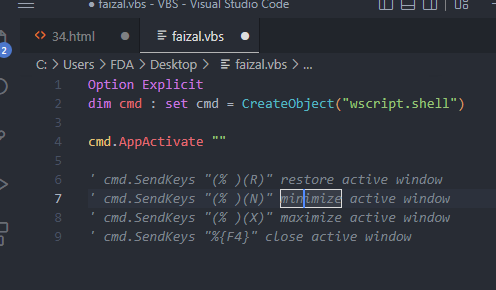 ● faizal.vbs - VBS - Visual Studio Code
34.html
faizal.vbs
2
C: > Users > FDA > Desktop > faizal.vbs > ...
1 Option Explicit
2 dim cmd : set cmd = CreateObject("wscript.shell")
3
4 cmd.AppActivate ""
5
6 ' cmd.SendKeys "(% )(R)" restore active window
7 ' cmd.SendKeys "(% )(N)" minimize active window
8 ' cmd.SendKeys "(% )(X)" maximize active window
9 ' cmd.SendKeys "%{F4}" close active window